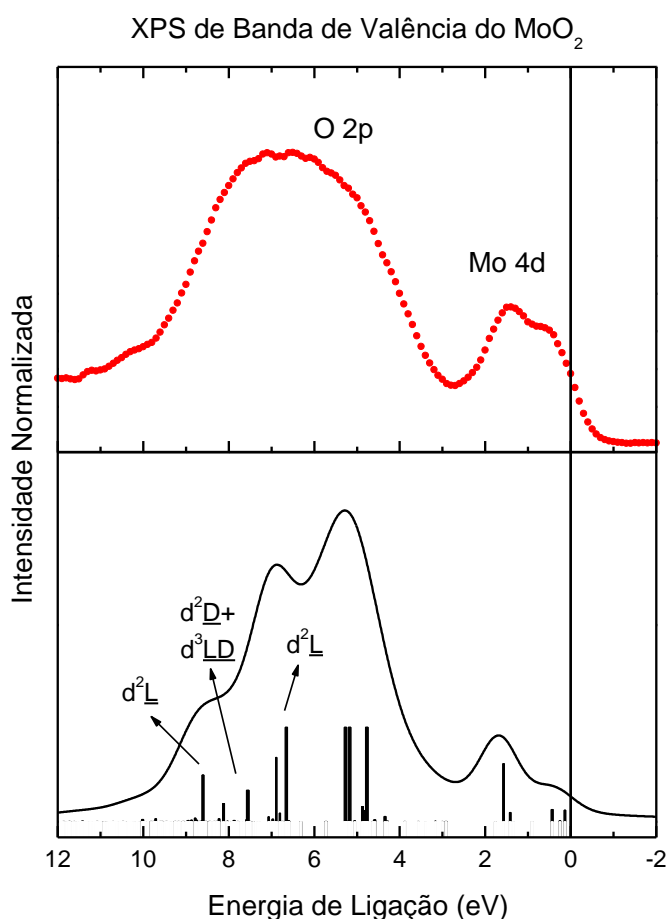 XPS de Banda de Valência do MoO₂
O 2p
Mo 4d
Intensidade Normalizada
d²D̲+
d³L̲D̲
d²L̲
d²L̲
12 10 8 6 4 2 0 -2
Energia de Ligação (eV)